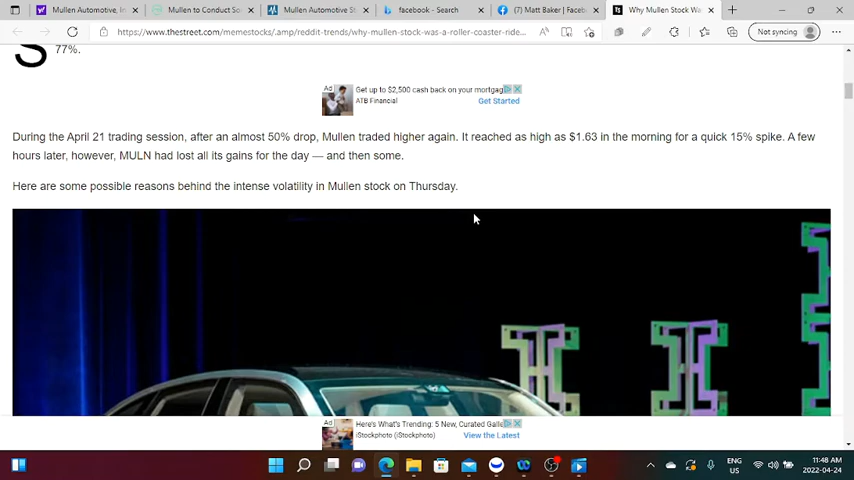 Mullen Automotive, In
Mullen to Conduct So
Mullen Automotive St
facebook - Search
(7) Matt Baker | Faceb
Why Mullen Stock Wa
https://www.thestreet.com/memestocks/.amp/reddit-trends/why-mullen-stock-was-a-roller-coaster-ride...
Not syncing
S 77%.
Ad
Get up to $2,500 cash back on your mortgag
ATB Financial
Get Started
During the April 21 trading session, after an almost 50% drop, Mullen traded higher again. It reached as high as $1.63 in the morning for a quick 15% spike. A few
hours later, however, MULN had lost all its gains for the day — and then some.
Here are some possible reasons behind the intense volatility in Mullen stock on Thursday.
Ad
Here's What's Trending: 5 New, Curated Galle
iStockphoto (iStockphoto)
View the Latest
ENG
US
11:48 AM
2022-04-24